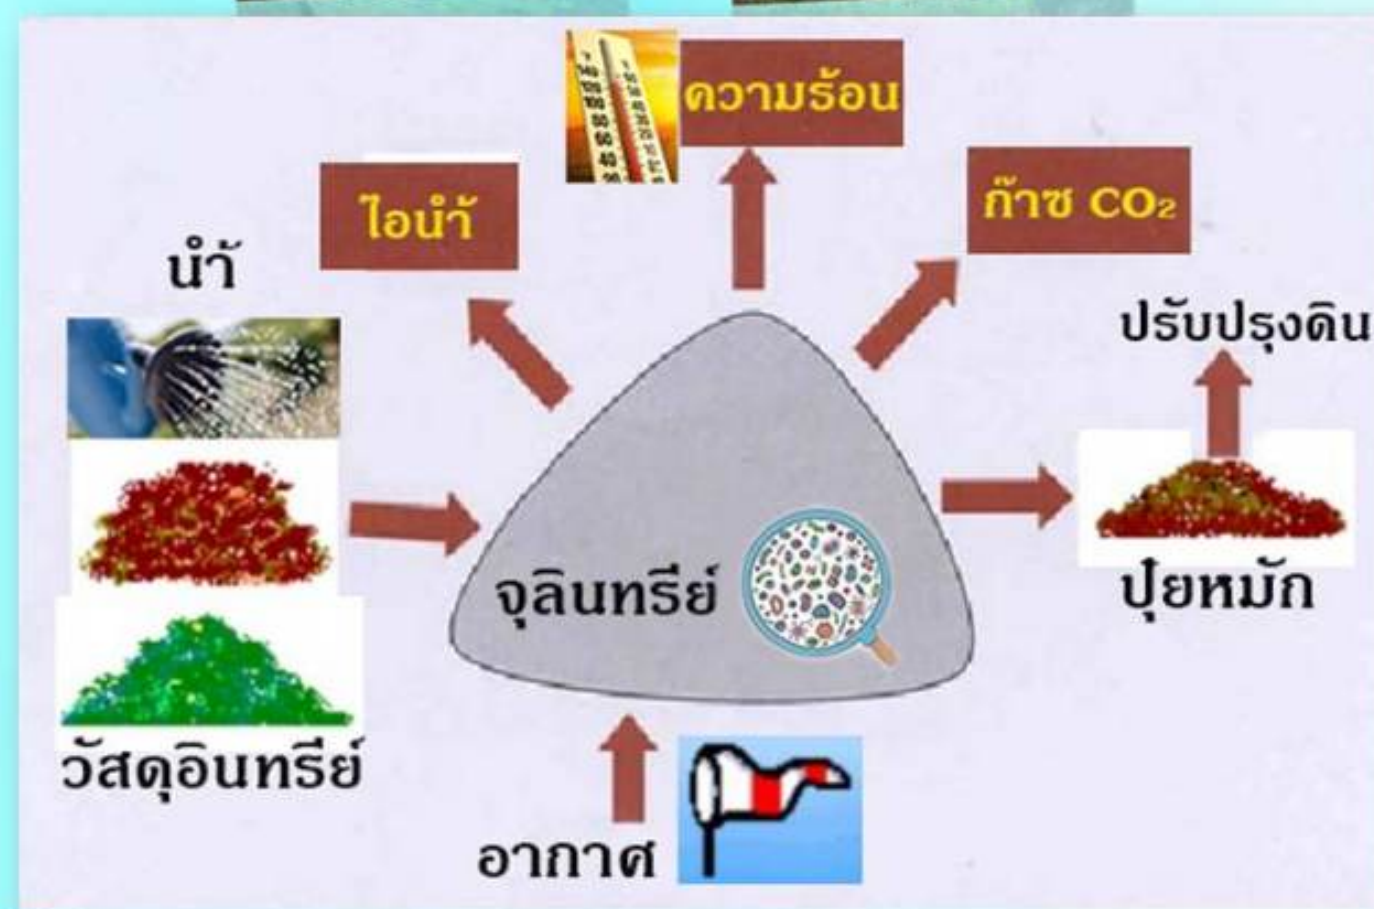 ความร้อน
ไอน้ำ
ก๊าซ CO₂
น้ำ
ปรับปรุงดิน
จุลินทรีย์
ปุ๋ยหมัก
วัสดุอินทรีย์
อากาศ